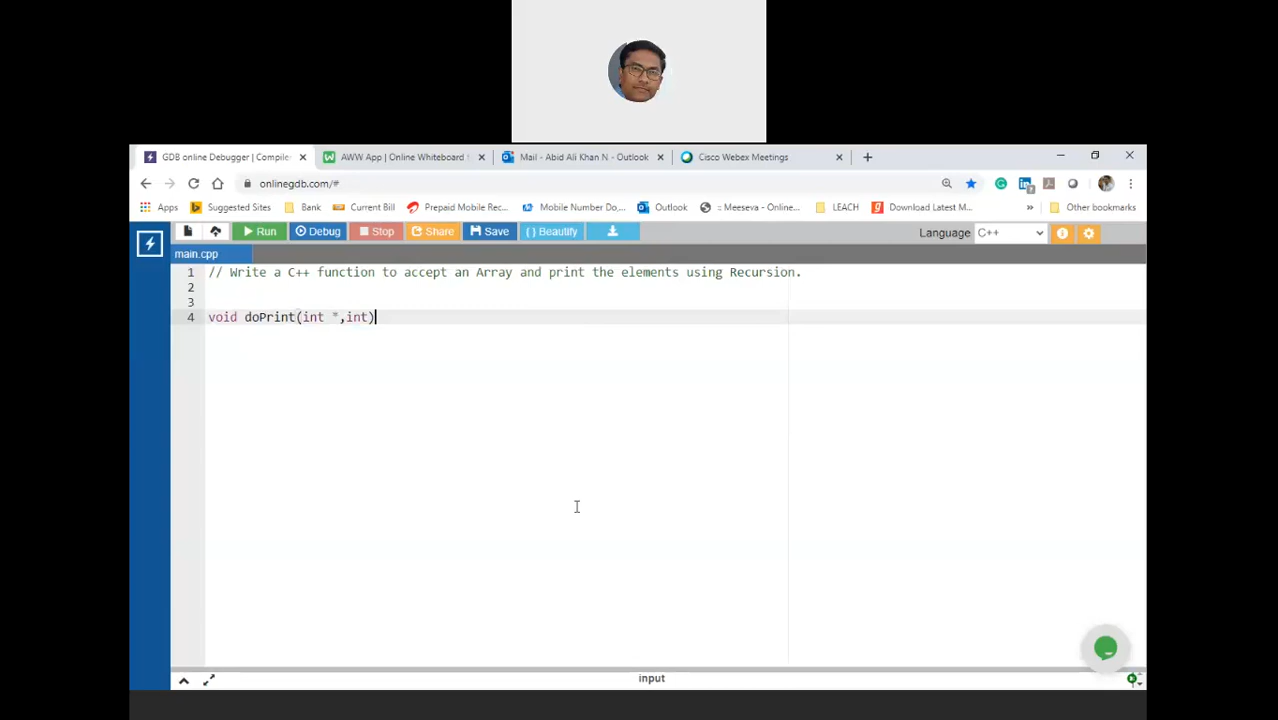 GDB online Debugger | Compiler
AWW App | Online Whiteboard
Mail - Abid Ali Khan N - Outlook
Cisco Webex Meetings
onlinegdb.com/#
Apps
Suggested Sites
Bank
Current Bill
Prepaid Mobile Rec...
Mobile Number Do,...
Outlook
:: Meeseva - Online...
LEACH
Download Latest M...
»
Other bookmarks
Run
Debug
Stop
Share
Save
{} Beautify
Language
C++
main.cpp
1 // Write a C++ function to accept an Array and print the elements using Recursion.
2
3
4 void doPrint(int *,int)
input